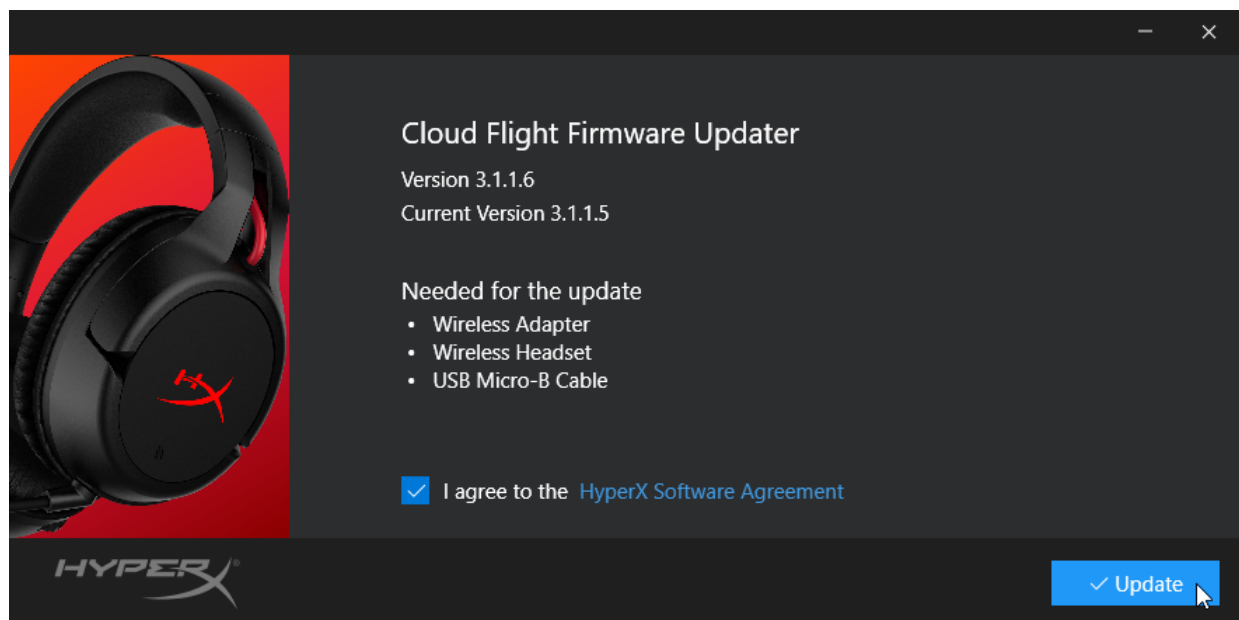 Cloud Flight Firmware Updater
Version 3.1.1.6
Current Version 3.1.1.5
Needed for the update
• Wireless Adapter
• Wireless Headset
• USB Micro-B Cable
I agree to the HyperX Software Agreement
HYPERX®
Update